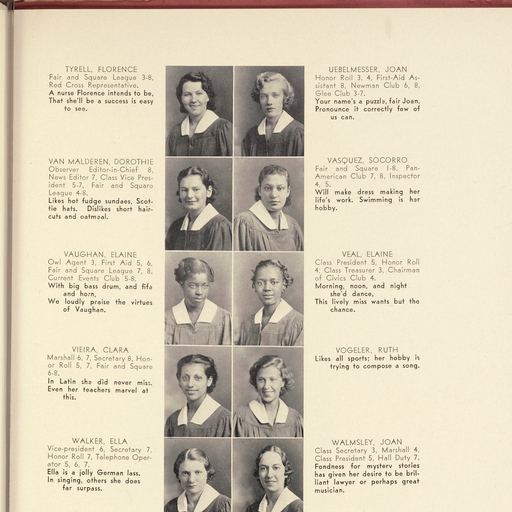 TYRELL, FLORENCE
Fair and Square League 3-8,
Red Cross Representative.
A nurse Florence intends to be,
That she'll be a success is easy
to see.
UEBELMESSER, JOAN
Honor Roll 3, 4, First-Aid As-
sistant 8, Newman Club 6, 8,
Glee Club 3-7.
Your name's a puzzle, fair Joan,
Pronounce it correctly few of
us can.
VAN MALDEREN, DOROTHIE
Observer Editor-in-Chief 8,
News Editor 7, Class Vice Pres-
ident 5-7, Fair and Square
League 4-8.
Likes hot fudge sundaes, Scot-
tie hats. Dislikes short hair-
cuts and oatmeal.
VASQUEZ, SOCORRO
Fair and Square 1-8, Pan-
American Club 7, 8, Inspector
4, 5.
Will make dress making her
life's work. Swimming is her
hobby.
VAUGHAN, ELAINE
Owl Agent 3, First Aid 5, 6,
Fair and Square League 7, 8,
Current Events Club 5-8.
With big bass drum, and fife
and horn,
We loudly praise the virtues
of Vaughan.
VEAL, ELAINE
Class President 5, Honor Roll
4, Class Treasurer 3, Chairman
of Civics Club 4.
Morning, noon, and night
she'd dance,
This lively miss wants but the
chance.
VIEIRA, CLARA
Marshall 6, 7, Secretary 8, Hon-
or Roll 5, 7, Fair and Square
6-8.
In Latin she did never miss.
Even her teachers marvel at
this.
VOGELER, RUTH
Likes all sports; her hobby is
trying to compose a song.
WALKER, ELLA
Vice-president 6, Secretary 7,
Honor Roll 7, Telephone Oper-
ator 5, 6, 7.
Ella is a jolly German lass.
In singing, others she does
far surpass.
WALMSLEY, JOAN
Class Secretary 3, Marshall 4,
Class President 5, Hall Duty 7.
Fondness for mystery stories
has given her desire to be bril-
liant lawyer or perhaps great
musician.